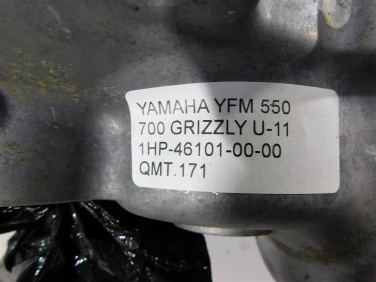 YAMAHA YFM 550
700 GRIZZLY U-11
1HP-46101-00-00
QMT.171